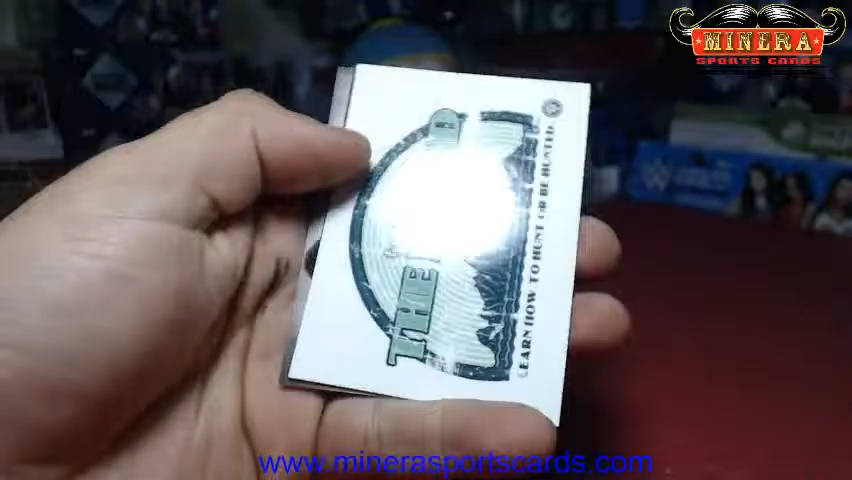 MINERA
SPORTS CARDS
THE
LEARN HOW TO HUNT OR BE HUNTED
www.minerasportscards.com